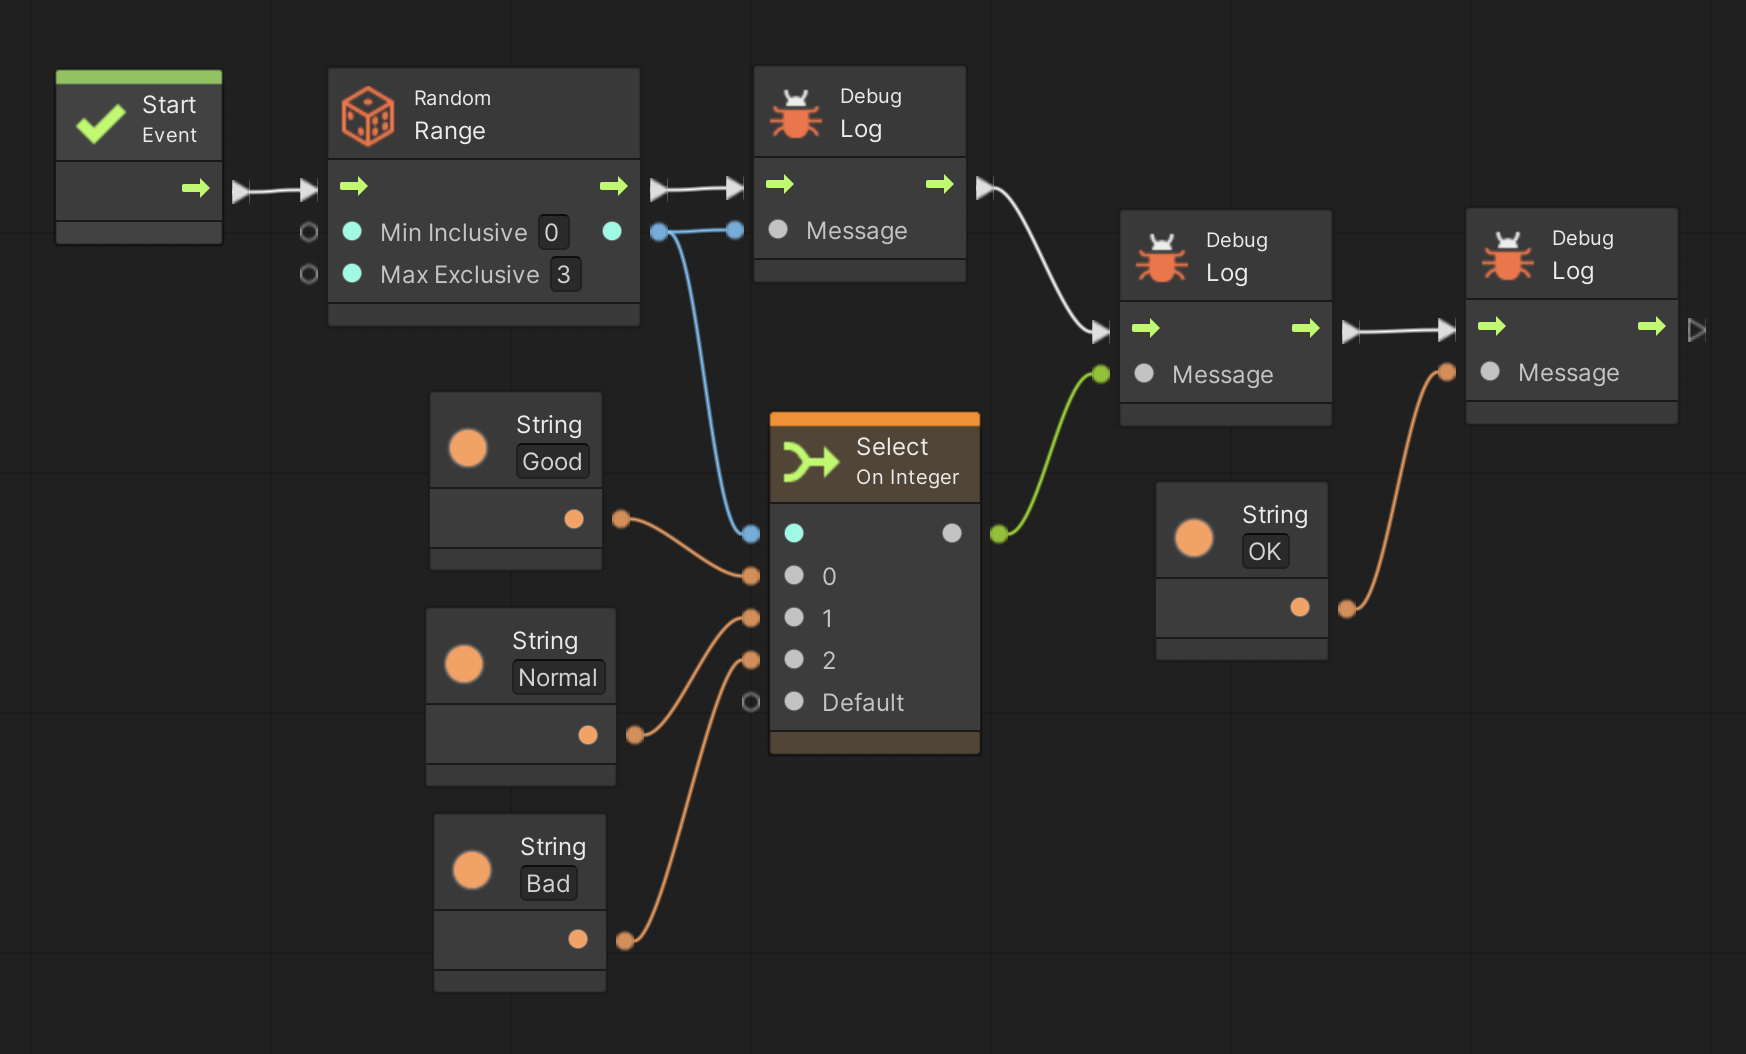 Start
Event
Random
Range
Min Inclusive 0
Max Exclusive 3
Debug
Log
Message
Debug
Log
Message
Debug
Log
Message
String
Good
String
Normal
String
Bad
Select
On Integer
0
1
2
Default
String
OK